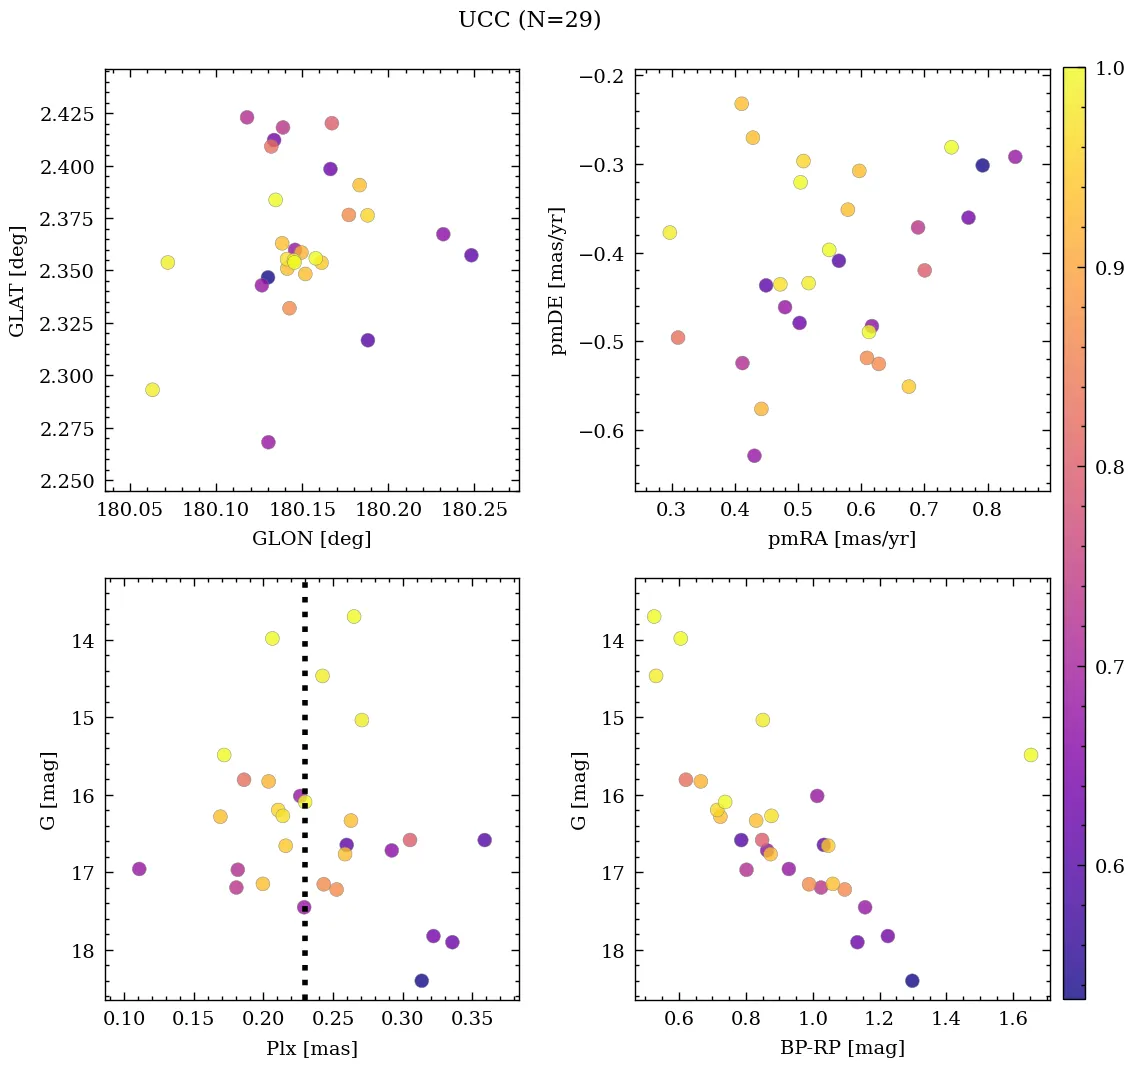 UCC (N=29)
2.425
2.400
2.375
2.350
2.325
2.300
2.275
2.250
GLAT [deg]
180.05 180.10 180.15 180.20 180.25
GLON [deg]
−0.2
−0.3
−0.4
−0.5
−0.6
pmDE [mas/yr]
0.3 0.4 0.5 0.6 0.7 0.8
pmRA [mas/yr]
14
15
16
17
18
G [mag]
0.10 0.15 0.20 0.25 0.30 0.35
Plx [mas]
14
15
16
17
18
G [mag]
0.6 0.8 1.0 1.2 1.4 1.6
BP-RP [mag]
1.0
0.9
0.8
0.7
0.6